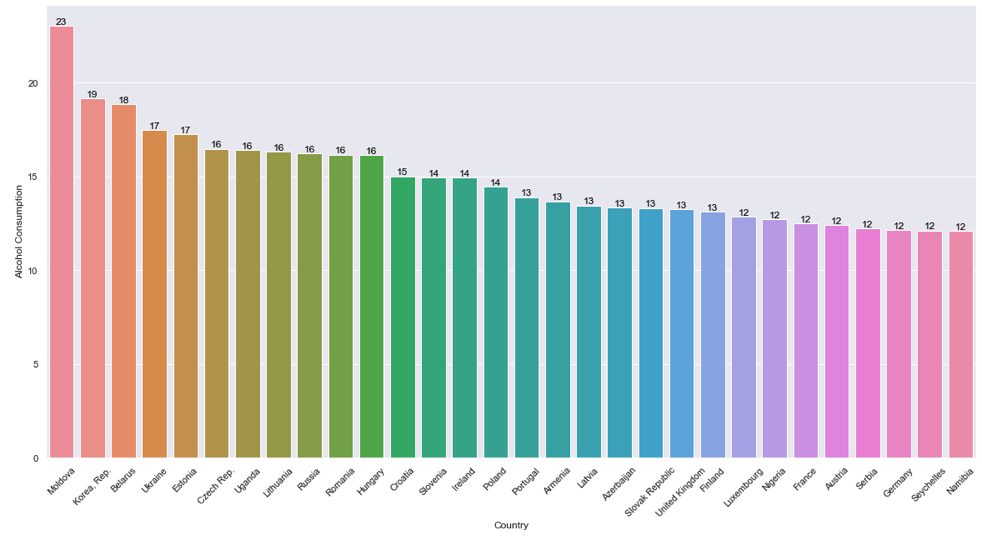 23
19
18
17
17
16
16
16
16
16
16
15
14
14
14
13
13
13
13
13
13
13
12
12
12
12
12
12
12
12
20
15
10
5
0
Alcohol Consumption
Moldova
Korea, Rep.
Belarus
Ukraine
Estonia
Czech Rep.
Uganda
Lithuania
Russia
Romania
Hungary
Croatia
Slovenia
Ireland
Poland
Portugal
Armenia
Latvia
Azerbaijan
Slovak Republic
United Kingdom
Finland
Luxembourg
Nigeria
France
Austria
Serbia
Germany
Seychelles
Namibia
Country